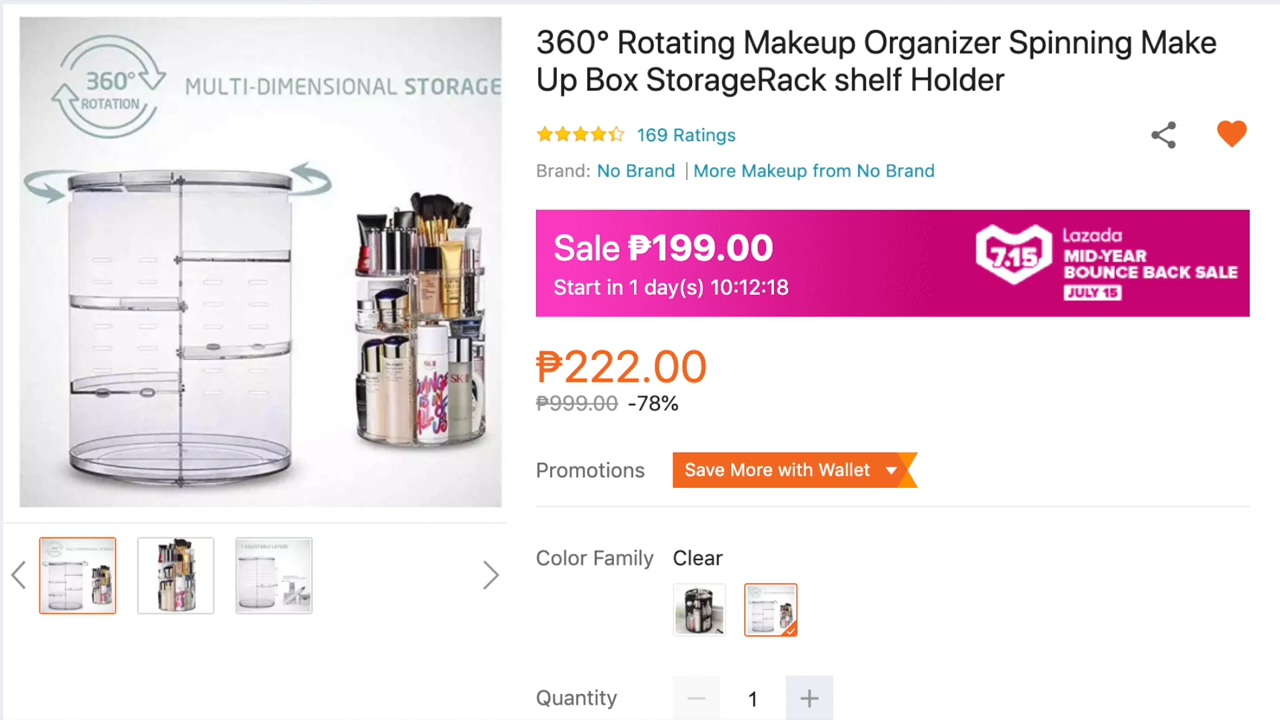 360°
ROTATION
MULTI-DIMENSIONAL STORAGE
360° Rotating Makeup Organizer Spinning Make
Up Box StorageRack shelf Holder
169 Ratings
Brand: No Brand | More Makeup from No Brand
Sale ₱199.00
Start in 1 day(s) 10:12:18
7.15
Lazada
MID-YEAR
BOUNCE BACK SALE
JULY 15
₱222.00
₱999.00 -78%
Promotions Save More with Wallet
Color Family Clear
Quantity 1